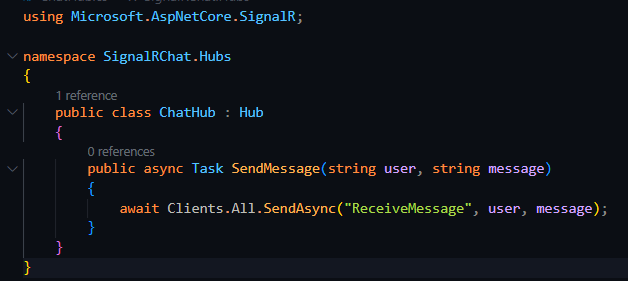 using Microsoft.AspNetCore.SignalR;
namespace SignalRChat.Hubs
{
1 reference
public class ChatHub : Hub
{
0 references
public async Task SendMessage(string user, string message)
{
await Clients.All.SendAsync("ReceiveMessage", user, message);
}
}
}